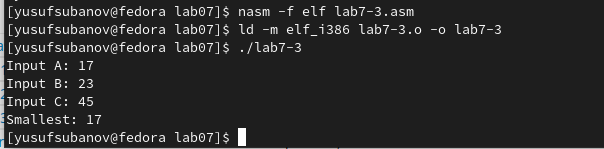 [yusufsubanov@fedora lab07]$ nasm -f elf lab7-3.asm
[yusufsubanov@fedora lab07]$ ld -m elf_i386 lab7-3.o -o lab7-3
[yusufsubanov@fedora lab07]$ ./lab7-3
Input A: 17
Input B: 23
Input C: 45
Smallest: 17
[yusufsubanov@fedora lab07]$